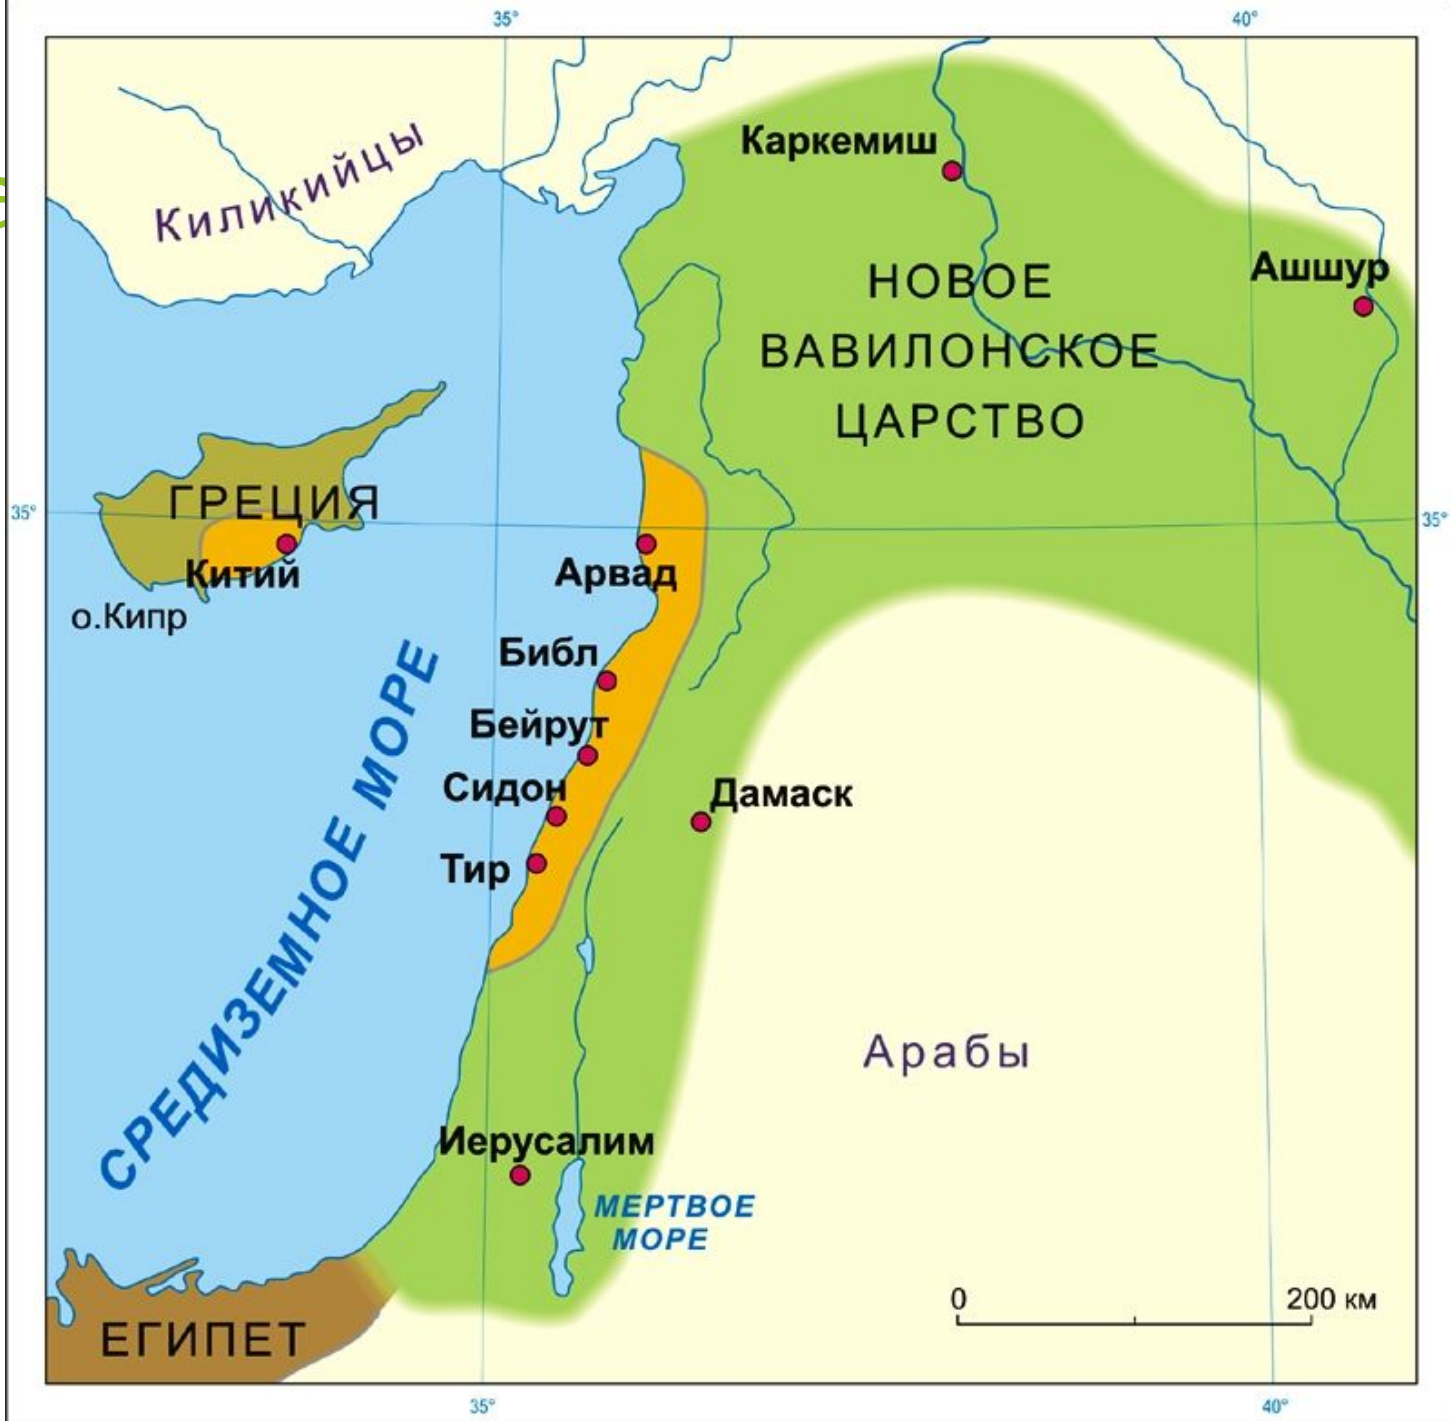 35°
40°
Каркемиш
Киликийцы
Ашшур
НОВОЕ
ВАВИЛОНСКОЕ
ЦАРСТВО
ГРЕЦИЯ
35°
35°
Китий
Арвад
о.Кипр
Библ
Бейрут
Сидон
Дамаск
Тир
СРЕДИЗЕМНОЕ МОРЕ
Арабы
Иерусалим
МЕРТВОЕ
МОРЕ
0
200 км
ЕГИПЕТ
35°
40°